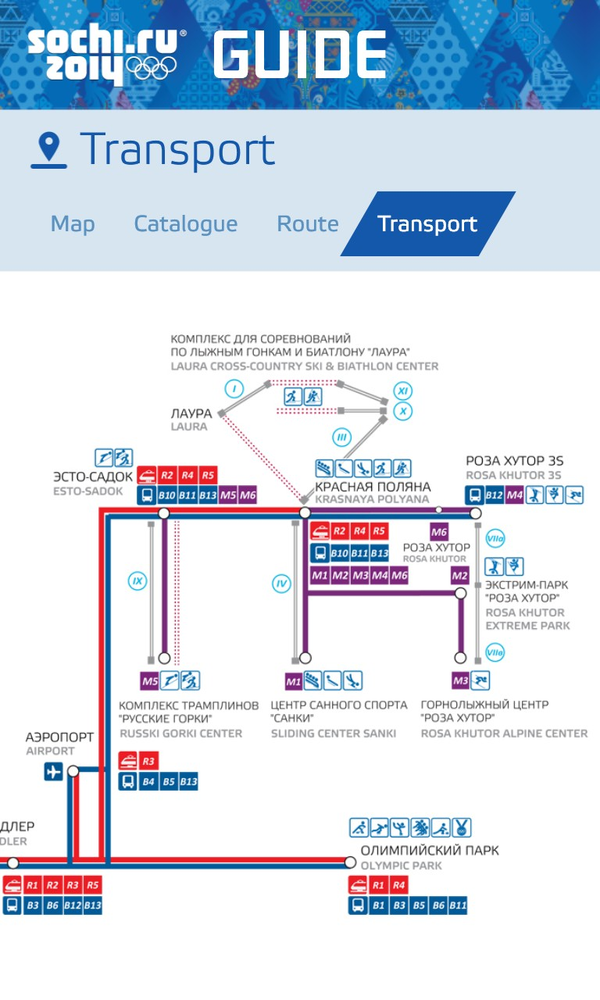 sochi.ru®
2014
GUIDE
Transport
Map Catalogue Route Transport
КОМПЛЕКС ДЛЯ СОРЕВНОВАНИЙ
ПО ЛЫЖНЫМ ГОНКАМ И БИАТЛОНУ "ЛАУРА"
LAURA CROSS-COUNTRY SKI & BIATHLON CENTER
I
XI
X
ЛАУРА
LAURA
III
ЭСТО-САДОК
ESTO-SADOK
R2 R4 R5
B10 B11 B13 M5 M6
КРАСНАЯ ПОЛЯНА
KRASNAYA POLYANA
РОЗА ХУТОР 3S
ROSA KHUTOR 3S
B12 M4
R2 R4 R5
B10 B11 B13
M1 M2 M3 M4 M6
M6
РОЗА ХУТОР
ROSA KHUTOR
M2
VIIa
IX
IV
ЭКСТРИМ-ПАРК
"РОЗА ХУТОР"
ROSA KHUTOR
EXTREME PARK
VIIв
M5
КОМПЛЕКС ТРАМПЛИНОВ
"РУССКИЕ ГОРКИ"
RUSSKI GORKI CENTER
M1
ЦЕНТР САННОГО СПОРТА
"САНКИ"
SLIDING CENTER SANKI
M3
ГОРНОЛЫЖНЫЙ ЦЕНТР
"РОЗА ХУТОР"
ROSA KHUTOR ALPINE CENTER
АЭРОПОРТ
AIRPORT
R3
B4 B5 B13
ДЛЕР
DLER
R1 R2 R3 R5
B3 B6 B12 B13
ОЛИМПИЙСКИЙ ПАРК
OLYMPIC PARK
R1 R4
B1 B3 B5 B6 B11